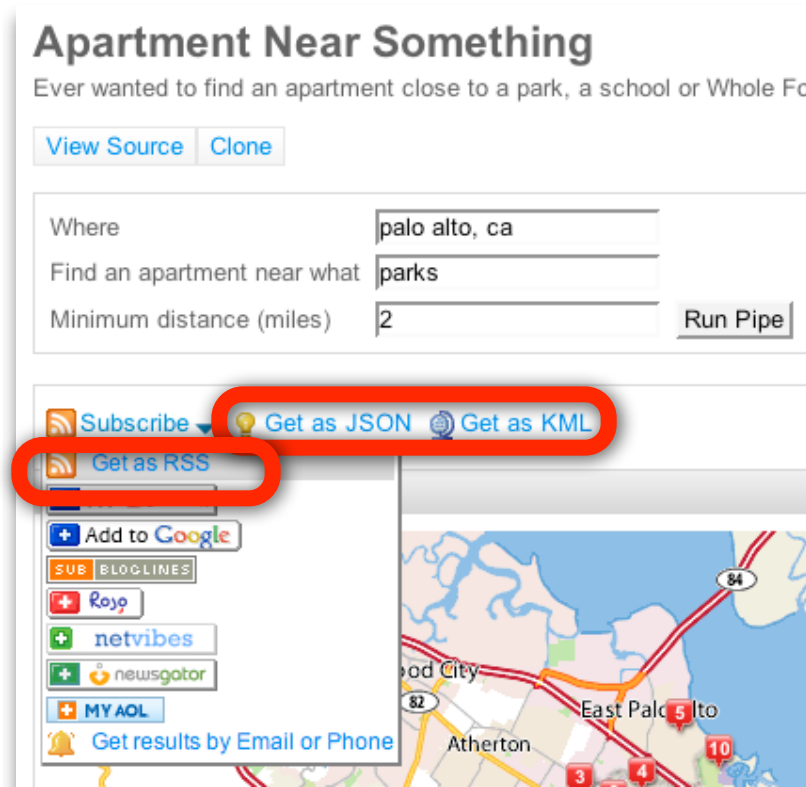 Apartment Near Something
Ever wanted to find an apartment close to a park, a school or Whole
View Source Clone
Where palo alto, ca
Find an apartment near what parks
Minimum distance (miles) 2 Run Pipe
Subscribe Get as JSON Get as KML
Get as RSS
Add to Google
SUB BLOGLINES
Rojo
netvibes
newsgator
MY AOL
Get results by Email or Phone
84
City
82
East Palo Alto
5
Atherton
10
3
4